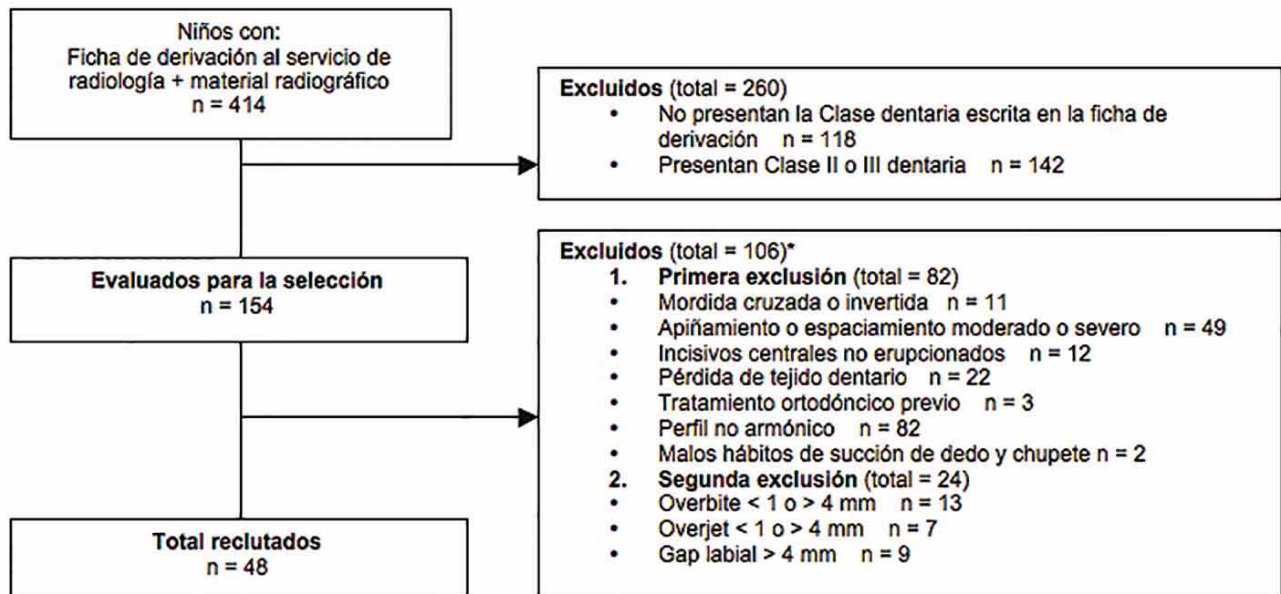 Niños con:
Ficha de derivación al servicio de
radiología + material radiográfico
n = 414
Excluidos (total = 260)
• No presentan la Clase dentaria escrita en la ficha de
derivación n = 118
• Presentan Clase II o III dentaria n = 142
Evaluados para la selección
n = 154
Excluidos (total = 106)*
1. Primera exclusión (total = 82)
• Mordida cruzada o invertida n = 11
• Apiñamiento o espaciamiento moderado o severo n = 49
• Incisivos centrales no erupcionados n = 12
• Pérdida de tejido dentario n = 22
• Tratamiento ortodóncico previo n = 3
• Perfil no armónico n = 82
• Malos hábitos de succión de dedo y chupete n = 2
2. Segunda exclusión (total = 24)
• Overbite < 1 o > 4 mm n = 13
• Overjet < 1 o > 4 mm n = 7
• Gap labial > 4 mm n = 9
Total reclutados
n = 48